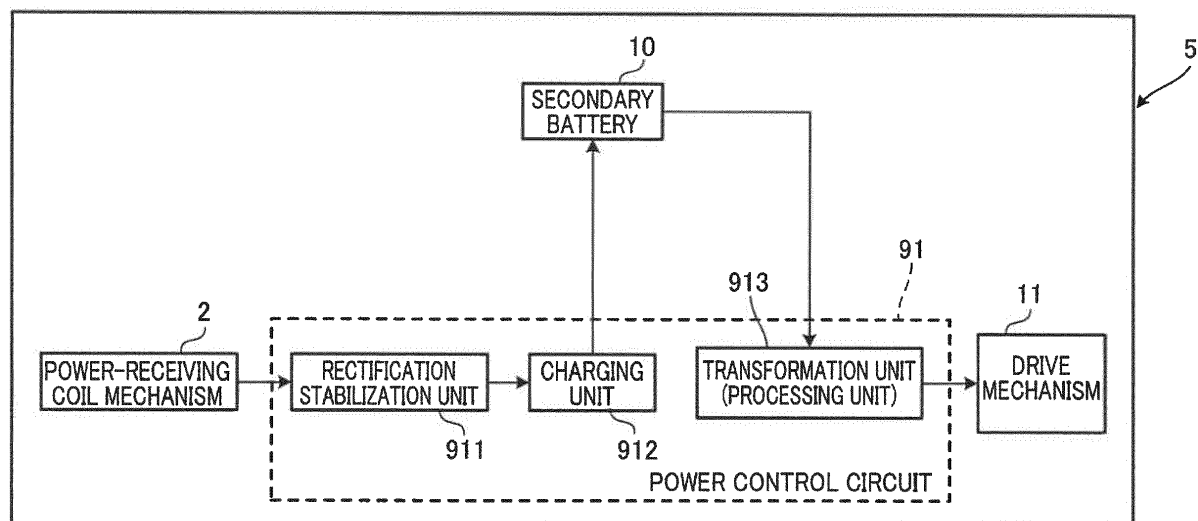 10
5
SECONDARY
BATTERY
91
913
11
2
POWER-RECEIVING
COIL MECHANISM
RECTIFICATION
STABILIZATION UNIT
CHARGING
UNIT
TRANSFORMATION UNIT
(PROCESSING UNIT)
DRIVE
MECHANISM
911
912
POWER CONTROL CIRCUIT